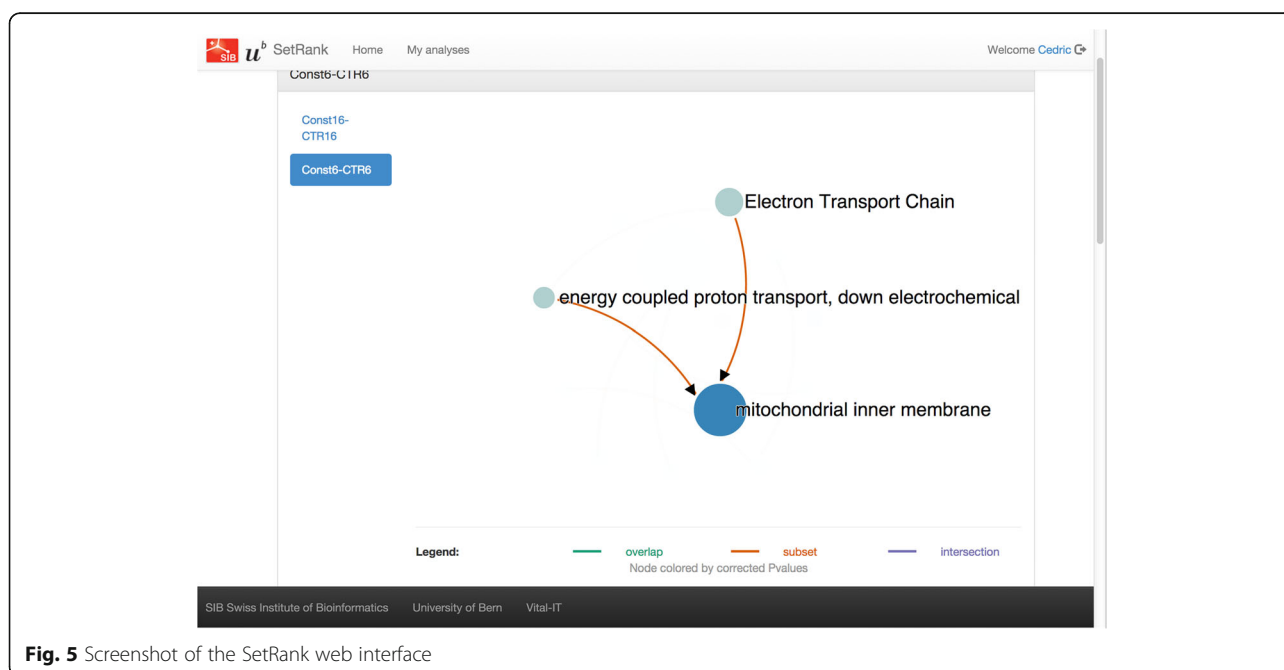 SIB u^b SetRank Home My analyses Welcome Cedric
Const6-CTR6
Const16-
CTR16
Const6-CTR6
Electron Transport Chain
energy coupled proton transport, down electrochemical
mitochondrial inner membrane
Legend: overlap subset intersection
Node colored by corrected Pvalues
SIB Swiss Institute of Bioinformatics University of Bern Vital-IT
Fig. 5 Screenshot of the SetRank web interface